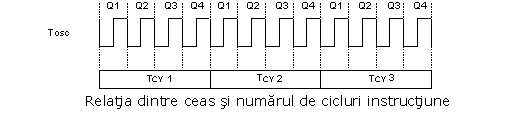 Q1 Q2 Q3 Q4 Q1 Q2 Q3 Q4 Q1 Q2 Q3 Q4
Tosc
TCY 1 TCY 2 TCY 3
Relaţia dintre ceas şi numărul de cicluri instrucţiune